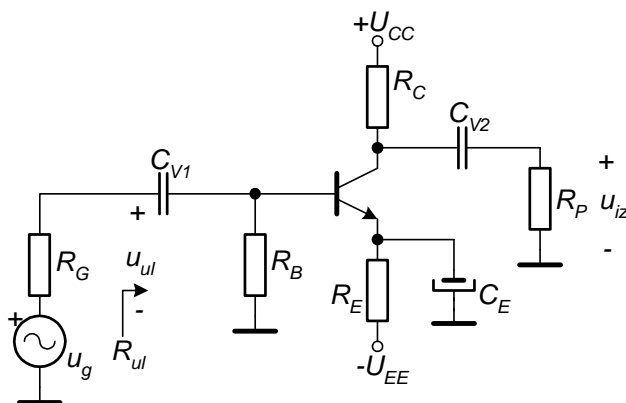 +U_CC
R_C
C_V2
C_V1
+
+
R_P
u_iz
R_G
u_ul
R_B
-
R_E
C_E
+
-
u_g
R_ul
-U_EE